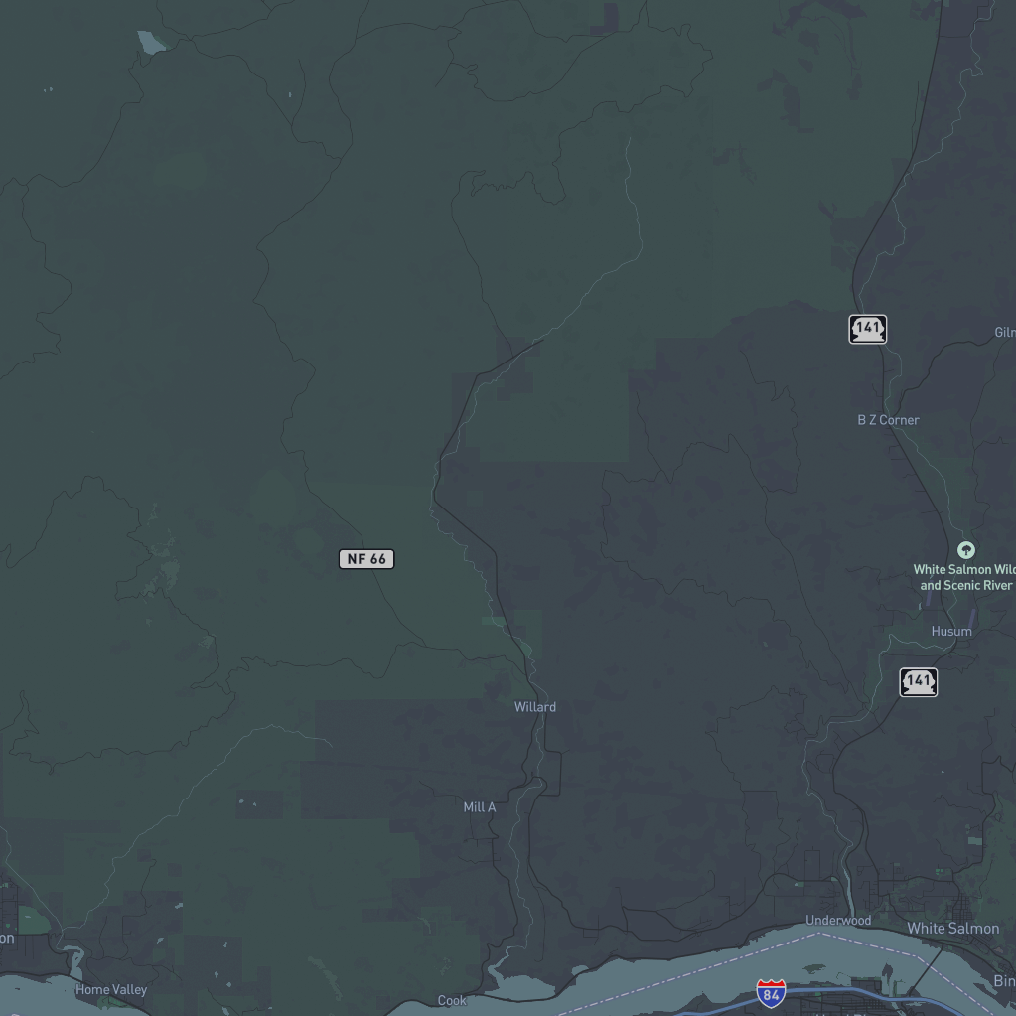 141
Giln
B Z Corner
NF 66
White Salmon Wild
and Scenic River
Husum
141
Willard
Mill A
Underwood
White Salmon
on
Home Valley
Cook
Bin
84